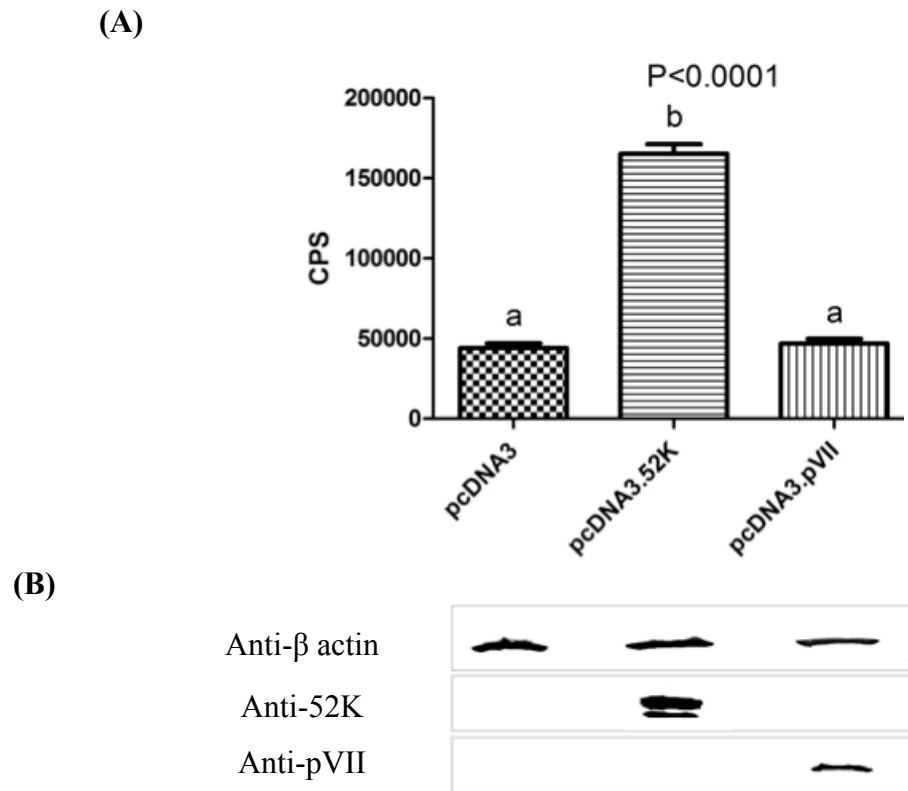 (A)
P<0.0001
200000
b
150000
CPS
100000
50000
a
a
0
pcDNA3
pcDNA3.52K
pcDNA3.pVII
(B)
Anti-β actin
Anti-52K
Anti-pVII